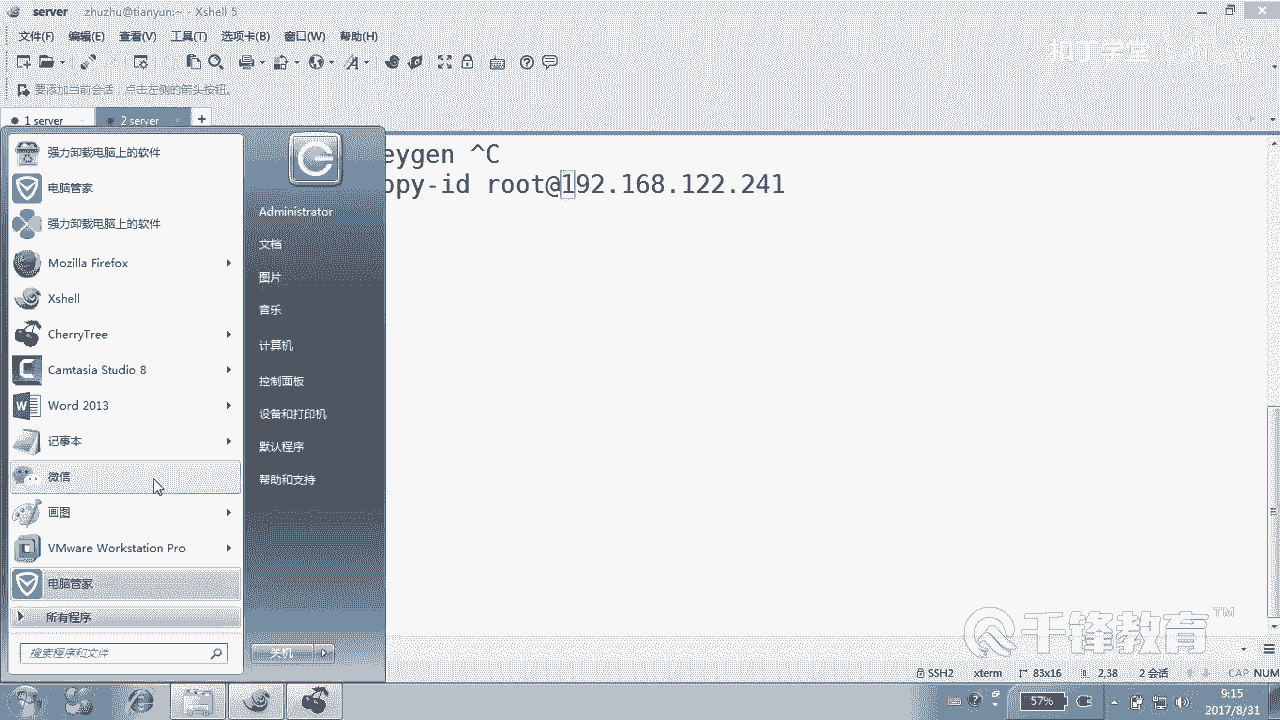 server zhuzhu@tianyun:~ - Xshell 5
文件(F) 编辑(E) 查看(V) 工具(T) 选项卡(B) 窗口(W) 帮助(H)
要添加当前会话，点击左侧的箭头按钮。
1 server 2 server +
eygen ^C
opy-id root@192.168.122.241
强力卸载电脑上的软件
电脑管家
强力卸载电脑上的软件
Mozilla Firefox
Xshell
CherryTree
Camtasia Studio 8
Word 2013
记事本
微信
画图
VMware Workstation Pro
电脑管家
所有程序
搜索程序和文件
Administrator
文档
图片
音乐
计算机
控制面板
设备和打印机
默认程序
帮助和支持
关机
千锋教育™
SSH2 xterm 83x16 2,38 2 会话 CAP NUM
57%
9:15
2017/8/31